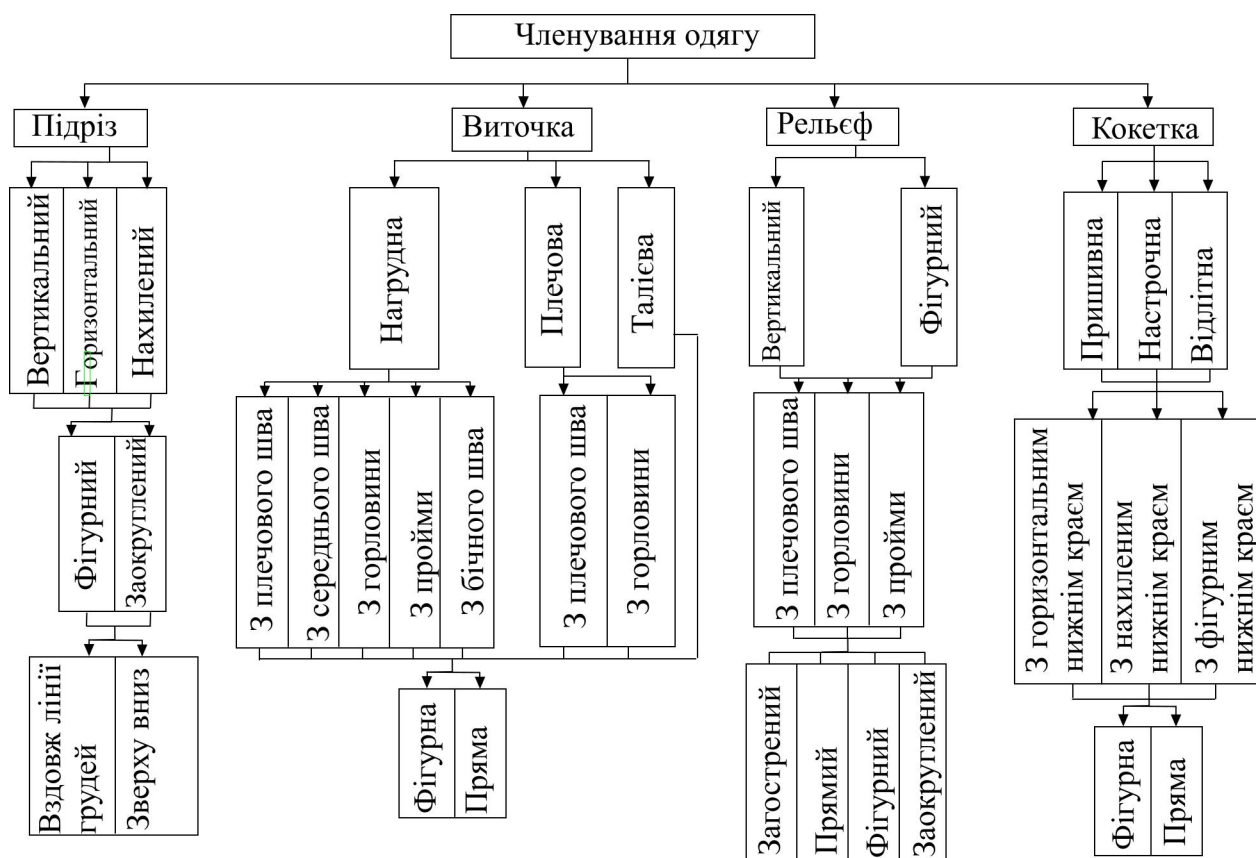 Членування одягу
Підріз
Виточка
Рельєф
Кокетка
Вертикальний
Горизонтальний
Нахилений
Нагрудна
Плечова
Талієва
Вертикальний
Фігурний
Пришивна
Настрочна
Відлітна
Фігурний
Заокруглений
З плечового шва
З середнього шва
З горловини
З пройми
З бічного шва
З плечового шва
З горловини
З плечового шва
З горловини
З пройми
З горизонтальним
нижнім краєм
З нахиленим
нижнім краєм
З фігурним
нижнім краєм
Вздовж лінії
грудей
Зверху вниз
Фігурна
Пряма
Загострений
Прямий
Фігурний
Заокруглений
Фігурна
Пряма